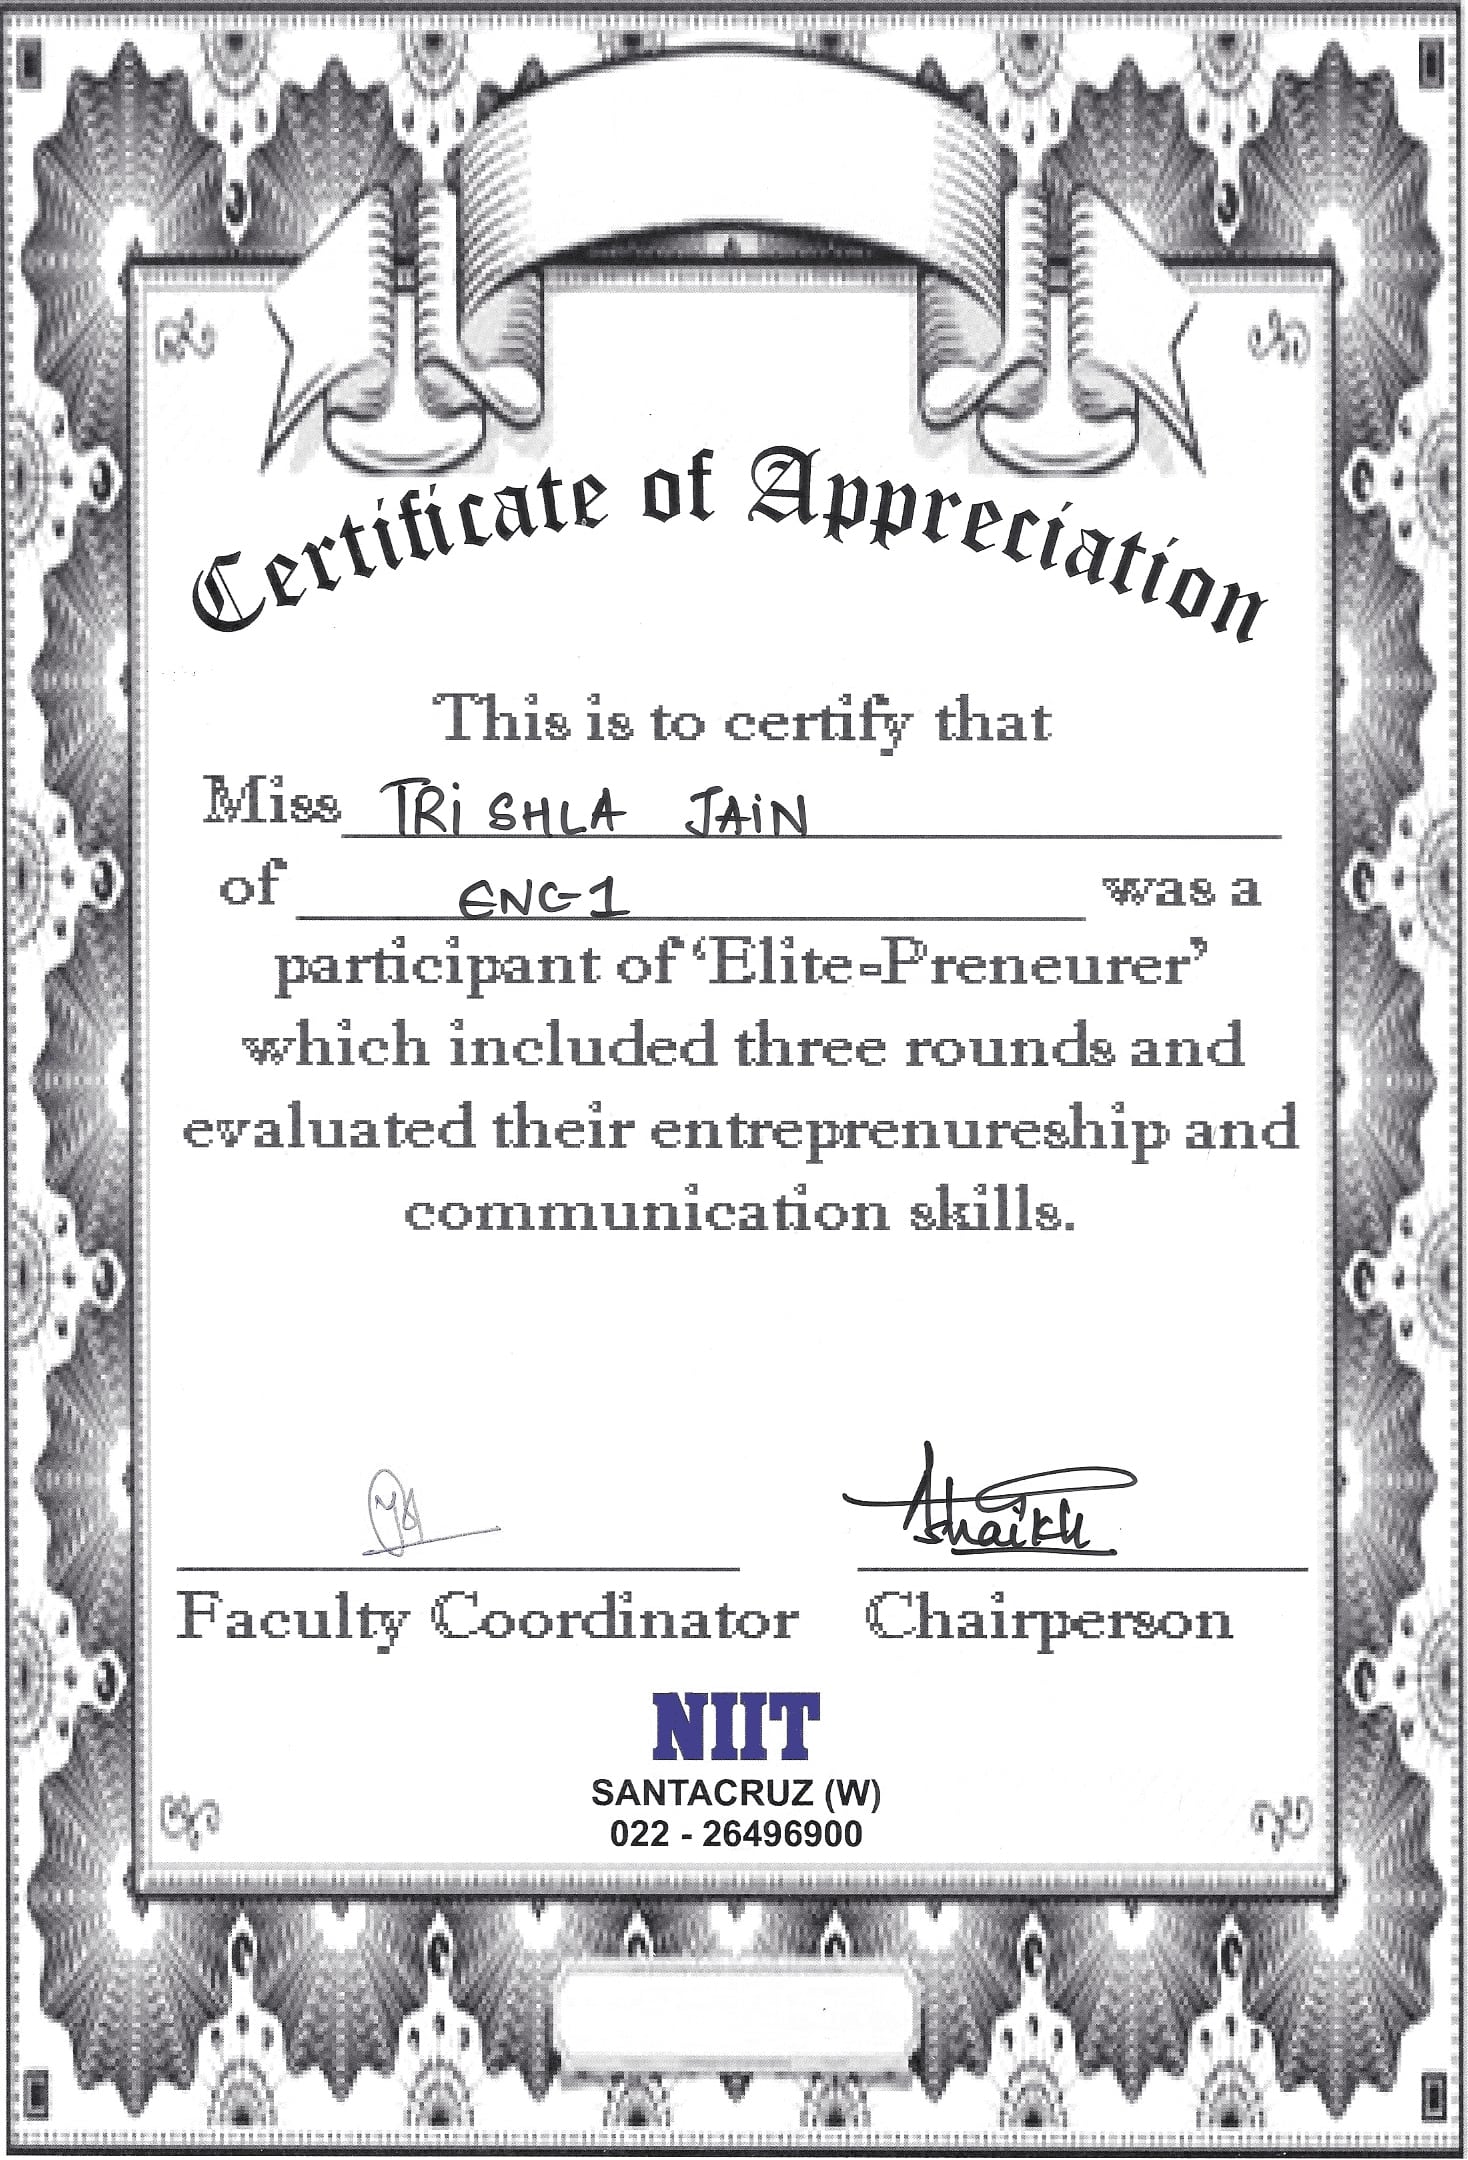 Certificate of Appreciation
This is to certify that
Miss TRISHLA JAIN
of ENG-1 was a
participant of 'Elite-Preneurer'
which included three rounds and
evaluated their entreprenureship and
communication skills.
Shaikh
Faculty Coordinator Chairperson
NIIT
SANTACRUZ (W)
022 - 26496900